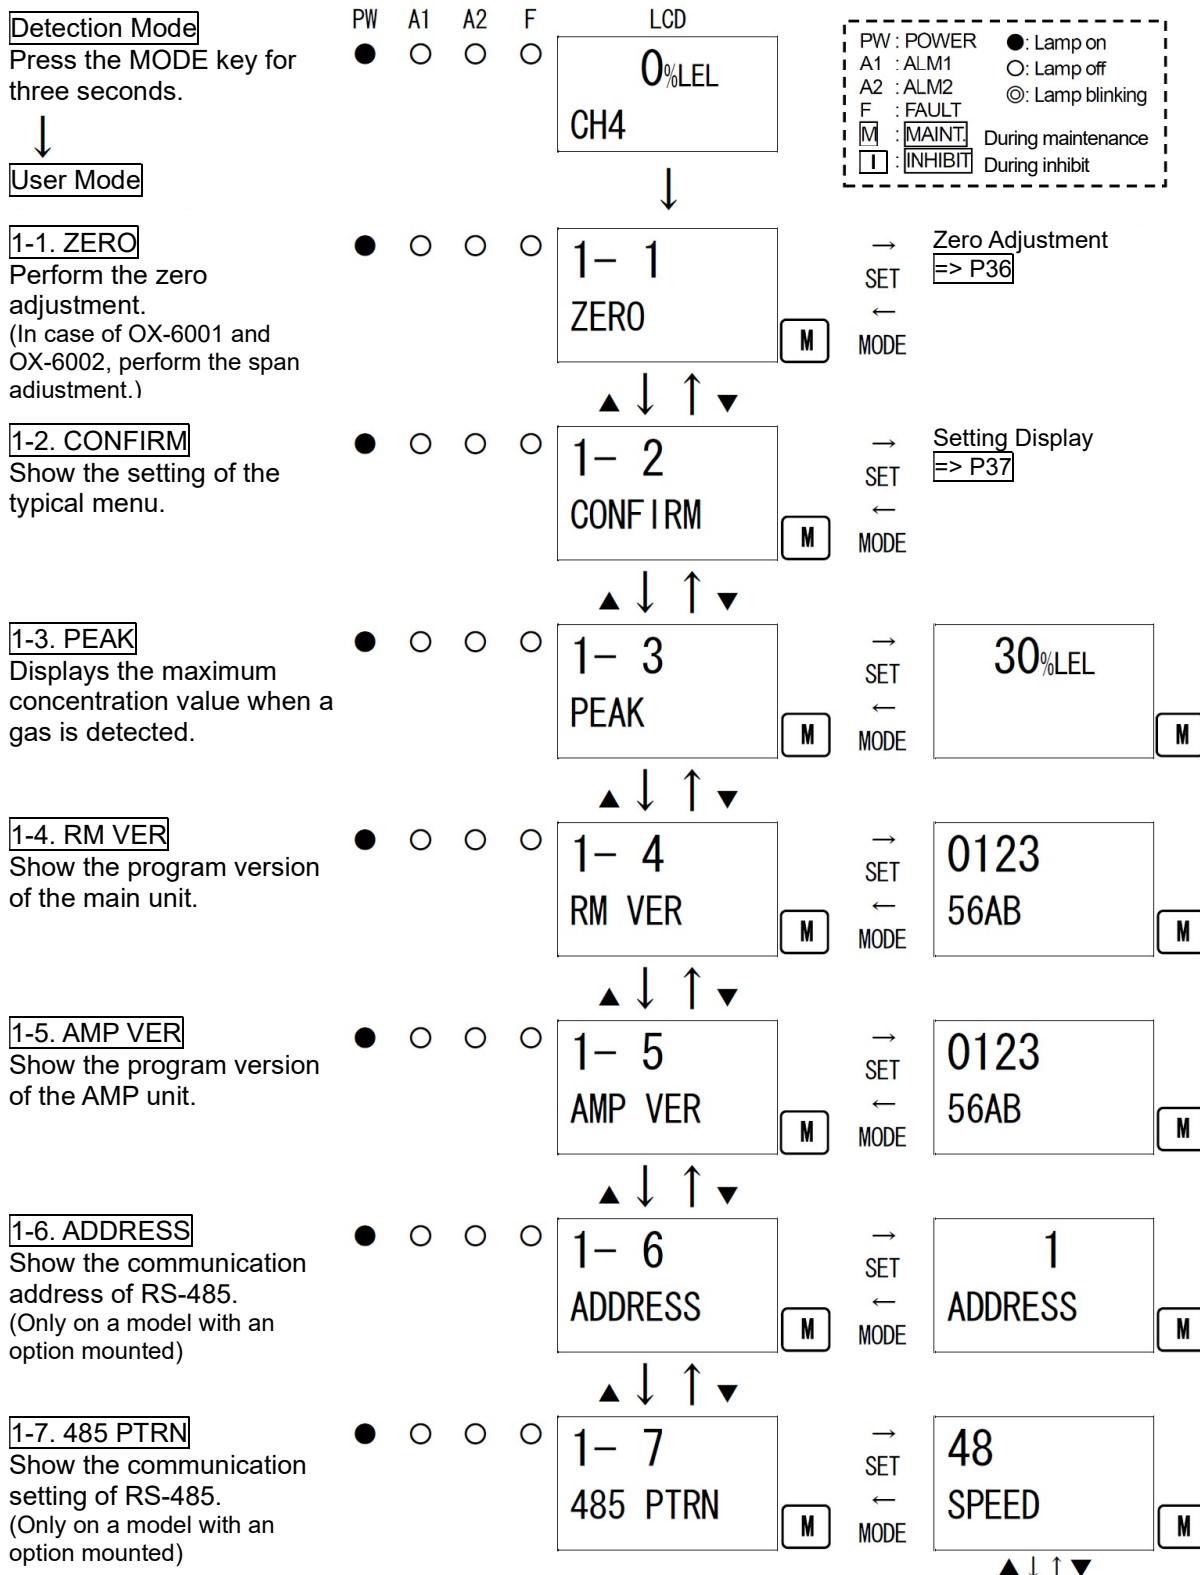 Detection Mode
Press the MODE key for
three seconds.
↓
User Mode
PW A1 A2 F LCD
● ○ ○ ○
0%LEL
CH4
↓
PW : POWER ●: Lamp on
A1 : ALM1 ○: Lamp off
A2 : ALM2 ◎: Lamp blinking
F : FAULT
M : MAINT. During maintenance
I : INHIBIT During inhibit
1-1. ZERO
Perform the zero
adjustment.
(In case of OX-6001 and
OX-6002, perform the span
adjustment.)
● ○ ○ ○
1- 1
ZERO
M
→
SET
←
MODE
Zero Adjustment
=> P36
▲ ↓ ↑ ▼
1-2. CONFIRM
Show the setting of the
typical menu.
● ○ ○ ○
1- 2
CONFIRM
M
→
SET
←
MODE
Setting Display
=> P37
▲ ↓ ↑ ▼
1-3. PEAK
Displays the maximum
concentration value when a
gas is detected.
● ○ ○ ○
1- 3
PEAK
M
→
SET
←
MODE
30%LEL
M
▲ ↓ ↑ ▼
1-4. RM VER
Show the program version
of the main unit.
● ○ ○ ○
1- 4
RM VER
M
→
SET
←
MODE
0123
56AB
M
▲ ↓ ↑ ▼
1-5. AMP VER
Show the program version
of the AMP unit.
● ○ ○ ○
1- 5
AMP VER
M
→
SET
←
MODE
0123
56AB
M
▲ ↓ ↑ ▼
1-6. ADDRESS
Show the communication
address of RS-485.
(Only on a model with an
option mounted)
● ○ ○ ○
1- 6
ADDRESS
M
→
SET
←
MODE
1
ADDRESS
M
▲ ↓ ↑ ▼
1-7. 485 PTRN
Show the communication
setting of RS-485.
(Only on a model with an
option mounted)
● ○ ○ ○
1- 7
485 PTRN
M
→
SET
←
MODE
48
SPEED
M
▲ ↓ ↑ ▼